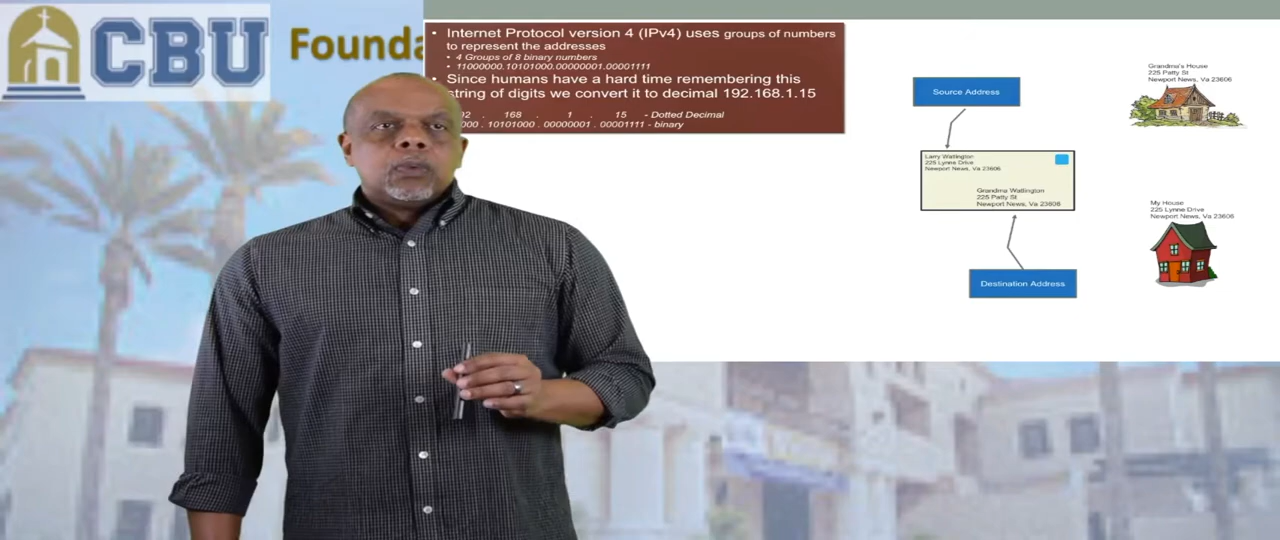 CBU
Founda
Internet Protocol version 4 (IPv4) uses groups of numbers
to represent the addresses
4 Groups of 8 binary numbers
11000000.10101000.00000001.00001111
Since humans have a hard time remembering this
string of digits we convert it to decimal 192.168.1.15
92 . 168 . 1 . 15 - Dotted Decimal
000 . 10101000 . 00000001 . 00001111 - binary
Source Address
Larry Watlington
225 Lynne Drive
Newport News, Va 23606
Grandma Watlington
225 Patty St
Newport News, Va 23606
Destination Address
Grandma's House
225 Patty St
Newport News, Va 23606
My House
225 Lynne Drive
Newport News, Va 23606